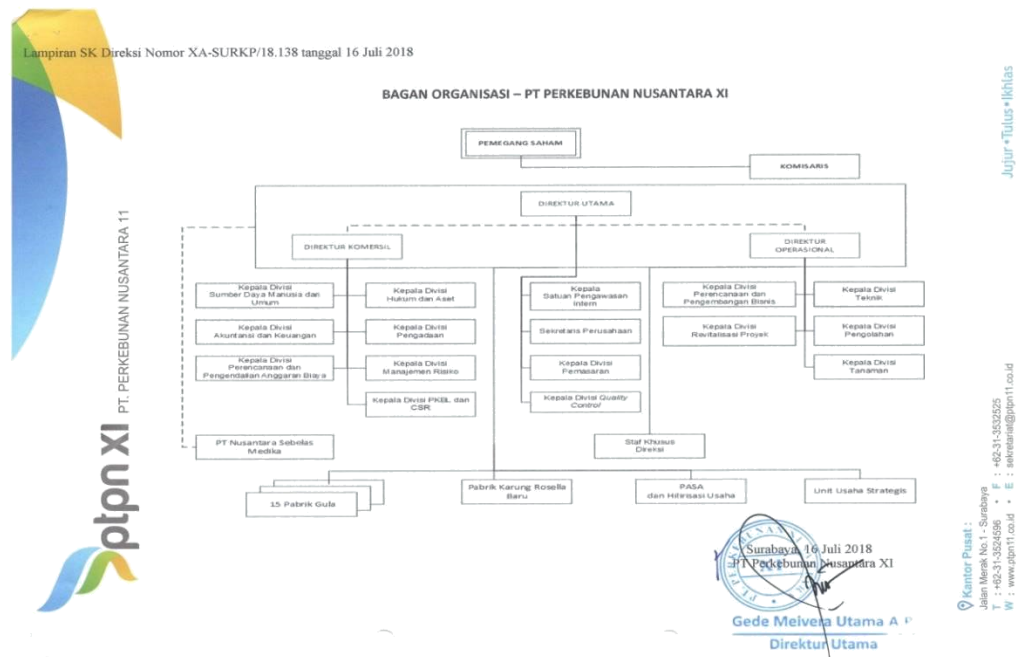 Lampiran SK Direksi Nomor XA-SURKP/18.138 tanggal 16 Juli 2018
BAGAN ORGANISASI – PT PERKEBUNAN NUSANTARA XI
PEMEGANG SAHAM
KOMISARIS
DIREKTUR UTAMA
DIREKTUR KOMERSIL
DIREKTUR
OPERASIONAL
Kepala Divisi
Sumber Daya Manusia dan
Umum
Kepala Divisi
Hukum dan Aset
Kepala
Satuan Pengawasan
Intern
Kepala Divisi
Perencanaan dan
Pengembangan Bisnis
Kepala Divisi
Teknik
Kepala Divisi
Akuntansi dan Keuangan
Kepala Divisi
Pengadaan
Sekretaris Perusahaan
Kepala Divisi
Revitalisasi Proyek
Kepala Divisi
Pengolahan
Kepala Divisi
Perencanaan dan
Pengendalian Anggaran Biaya
Kepala Divisi
Manajemen Risiko
Kepala Divisi
Pemasaran
Kepala Divisi
Tanaman
Kepala Divisi PKBL dan
CSR
Kepala Divisi Quality
Control
PT Nusantara Sebelas
Medika
Staf Khusus
Direksi
15 Pabrik Gula
Pabrik Karung Rosella
Baru
PASA
dan Hilirisasi Usaha
Unit Usaha Strategis
Surabaya, 16 Juli 2018
PT Perkebunan Nusantara XI
Gede Meivera Utama A P
Direktur Utama
ptpn XI PT. PERKEBUNAN NUSANTARA 11
Jujur•Tulus•Ikhlas
Kantor Pusat :
Jalan Merak No.1 - Surabaya
T : +62-31-3524596 • F : +62-31-3532525
W : www.ptpn11.co.id • E : sekretariat@ptpn11.co.id